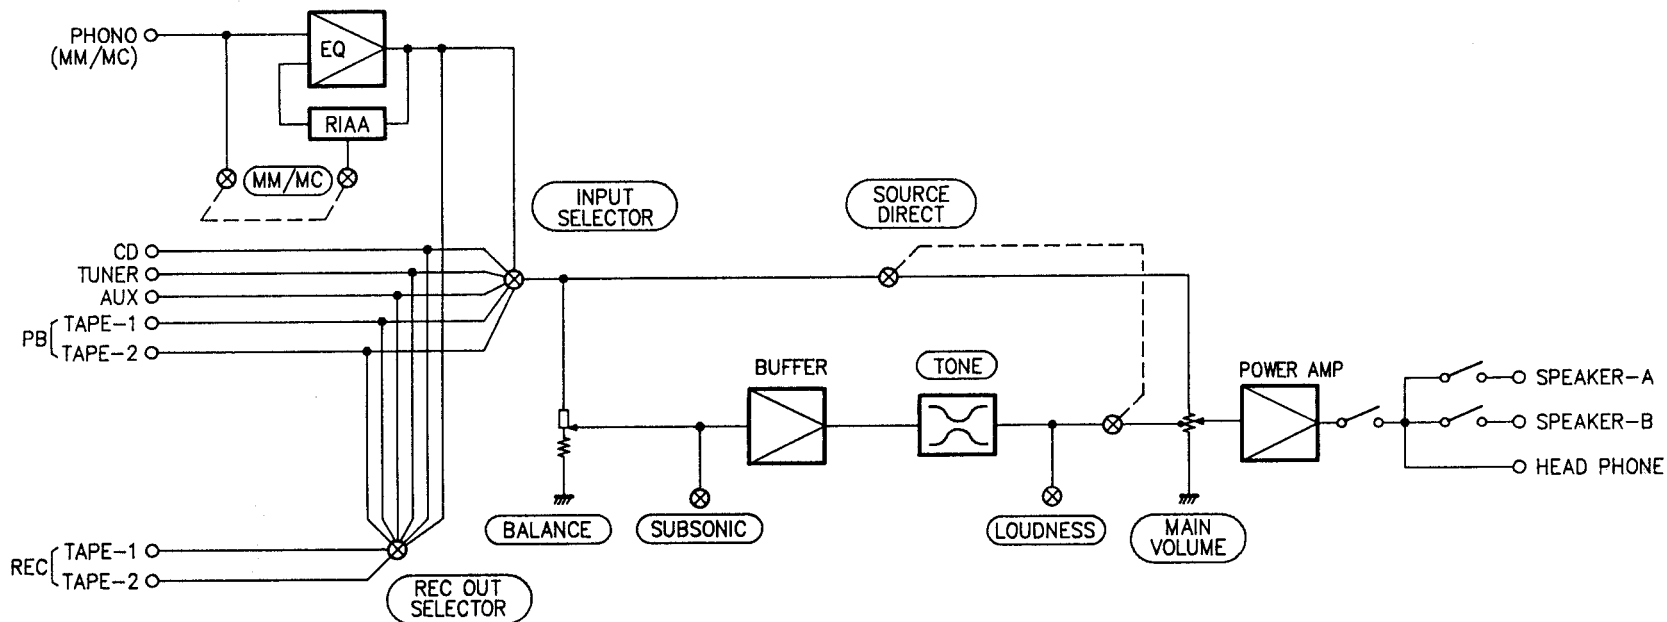 PHONO
(MM/MC)
EQ
RIAA
MM/MC
INPUT
SELECTOR
SOURCE
DIRECT
CD
TUNER
AUX
PB
TAPE-1
TAPE-2
BUFFER
TONE
POWER AMP
SPEAKER-A
SPEAKER-B
HEAD PHONE
BALANCE
SUBSONIC
LOUDNESS
MAIN
VOLUME
REC
TAPE-1
TAPE-2
REC OUT
SELECTOR